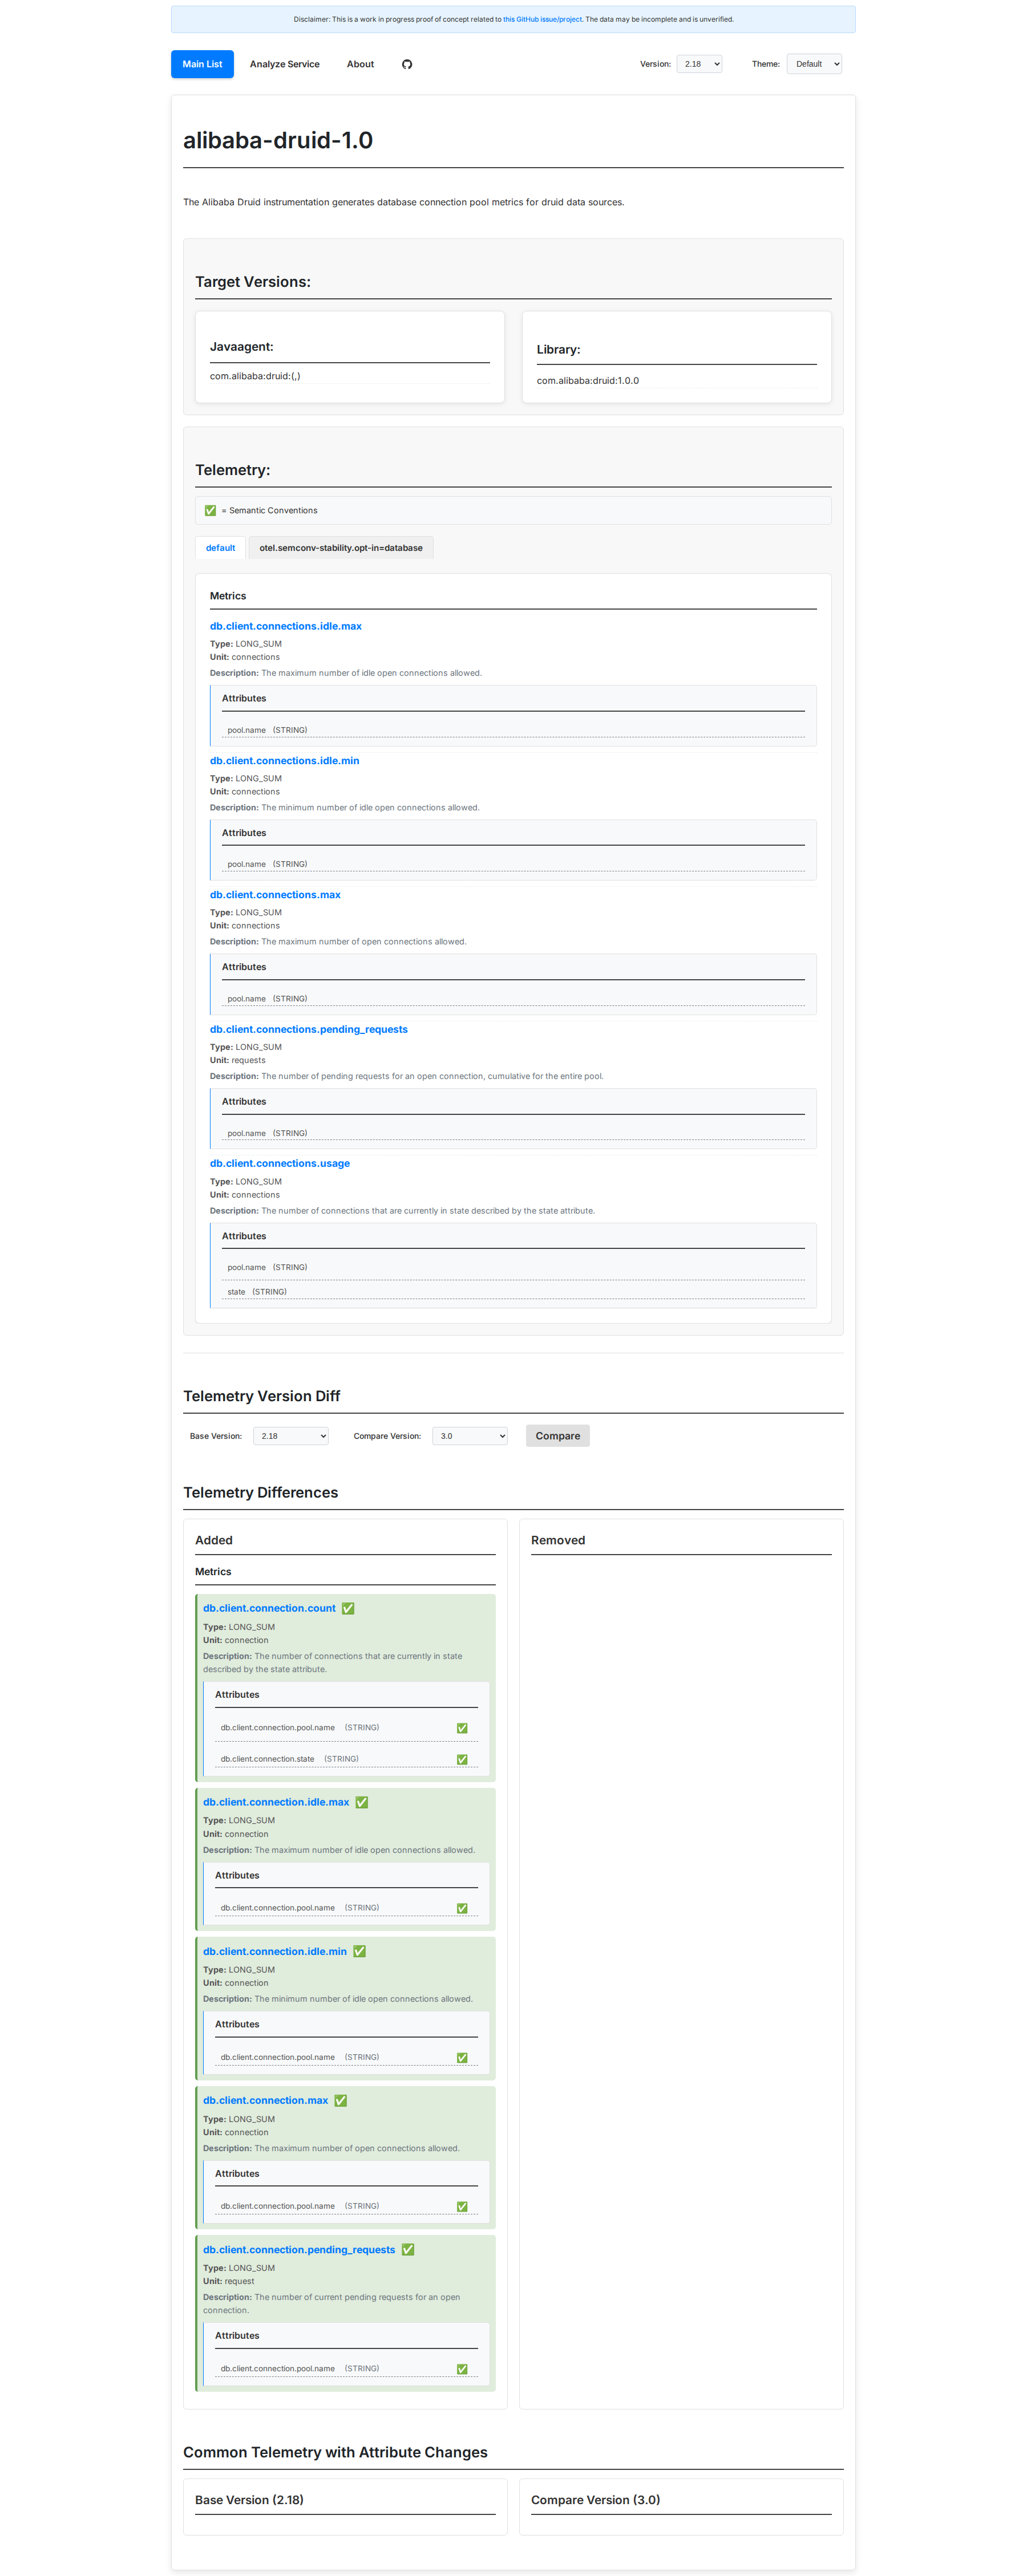 Disclaimer: This is a work in progress proof of concept related to this GitHub issue/project. The data may be incomplete and is unverified.
Main List
Analyze Service
About
Version:
2.18
Theme:
Default
alibaba-druid-1.0
The Alibaba Druid instrumentation generates database connection pool metrics for druid data sources.
Target Versions:
Javaagent:
com.alibaba:druid:(,)
Library:
com.alibaba:druid:1.0.0
Telemetry:
✅ = Semantic Conventions
default
otel.semconv-stability.opt-in=database
Metrics
db.client.connections.idle.max
Type: LONG_SUM
Unit: connections
Description: The maximum number of idle open connections allowed.
Attributes
pool.name (STRING)
db.client.connections.idle.min
Type: LONG_SUM
Unit: connections
Description: The minimum number of idle open connections allowed.
Attributes
pool.name (STRING)
db.client.connections.max
Type: LONG_SUM
Unit: connections
Description: The maximum number of open connections allowed.
Attributes
pool.name (STRING)
db.client.connections.pending_requests
Type: LONG_SUM
Unit: requests
Description: The number of pending requests for an open connection, cumulative for the entire pool.
Attributes
pool.name (STRING)
db.client.connections.usage
Type: LONG_SUM
Unit: connections
Description: The number of connections that are currently in state described by the state attribute.
Attributes
pool.name (STRING)
state (STRING)
Telemetry Version Diff
Base Version:
2.18
Compare Version:
3.0
Compare
Telemetry Differences
Added
Metrics
db.client.connection.count ✅
Type: LONG_SUM
Unit: connection
Description: The number of connections that are currently in state
described by the state attribute.
Attributes
db.client.connection.pool.name (STRING) ✅
db.client.connection.state (STRING) ✅
db.client.connection.idle.max ✅
Type: LONG_SUM
Unit: connection
Description: The maximum number of idle open connections allowed.
Attributes
db.client.connection.pool.name (STRING) ✅
db.client.connection.idle.min ✅
Type: LONG_SUM
Unit: connection
Description: The minimum number of idle open connections allowed.
Attributes
db.client.connection.pool.name (STRING) ✅
db.client.connection.max ✅
Type: LONG_SUM
Unit: connection
Description: The maximum number of open connections allowed.
Attributes
db.client.connection.pool.name (STRING) ✅
db.client.connection.pending_requests ✅
Type: LONG_SUM
Unit: request
Description: The number of current pending requests for an open
connection.
Attributes
db.client.connection.pool.name (STRING) ✅
Removed
Common Telemetry with Attribute Changes
Base Version (2.18)
Compare Version (3.0)